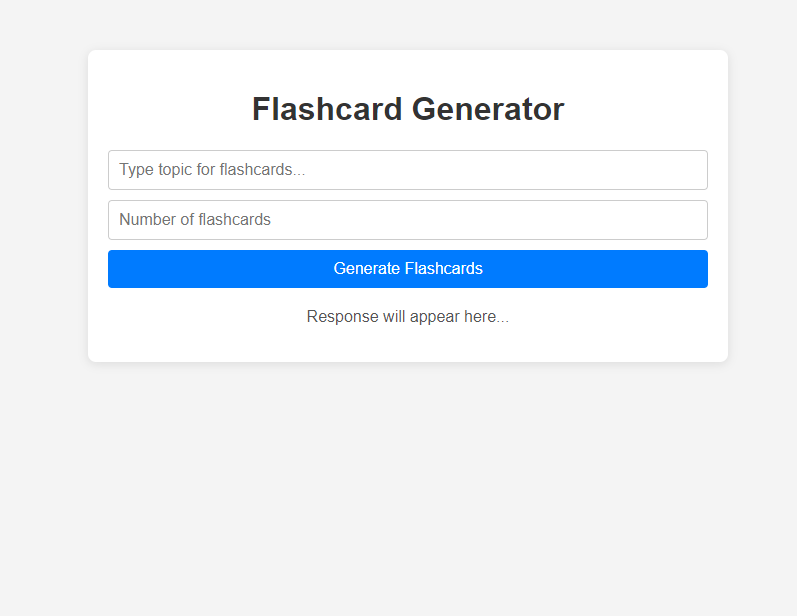 Flashcard Generator
Type topic for flashcards...
Number of flashcards
Generate Flashcards
Response will appear here...